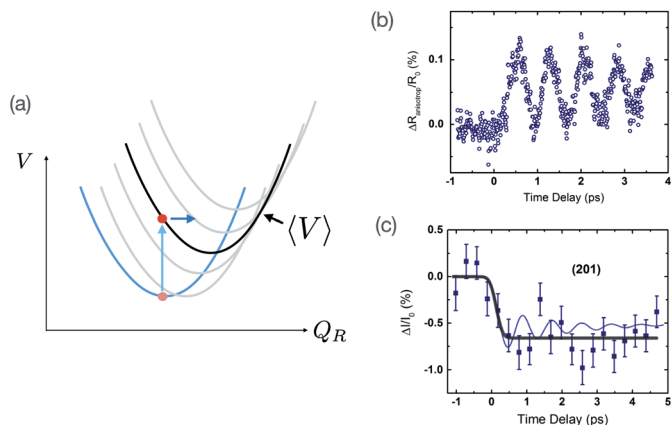 (a)
V
⟨V⟩
Q_R
(b)
ΔR_anisotrop/R_0 (%)
0.1
0.0
-1 0 1 2 3 4
Time Delay (ps)
(c)
ΔI/I_0 (%)
0.5
0.0
-0.5
-1.0
(201)
-1 0 1 2 3 4 5
Time Delay (ps)